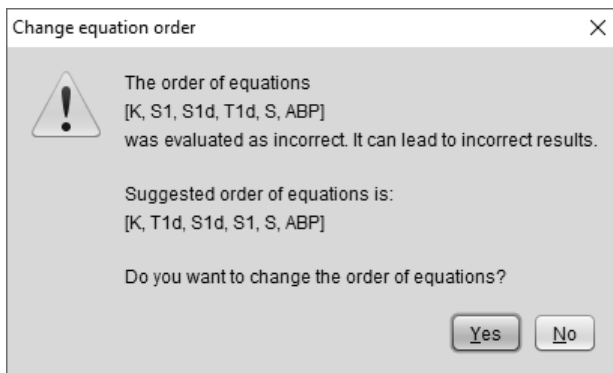 Change equation order
The order of equations
[K, S1, S1d, T1d, S, ABP]
was evaluated as incorrect. It can lead to incorrect results.
Suggested order of equations is:
[K, T1d, S1d, S1, S, ABP]
Do you want to change the order of equations?
Yes No